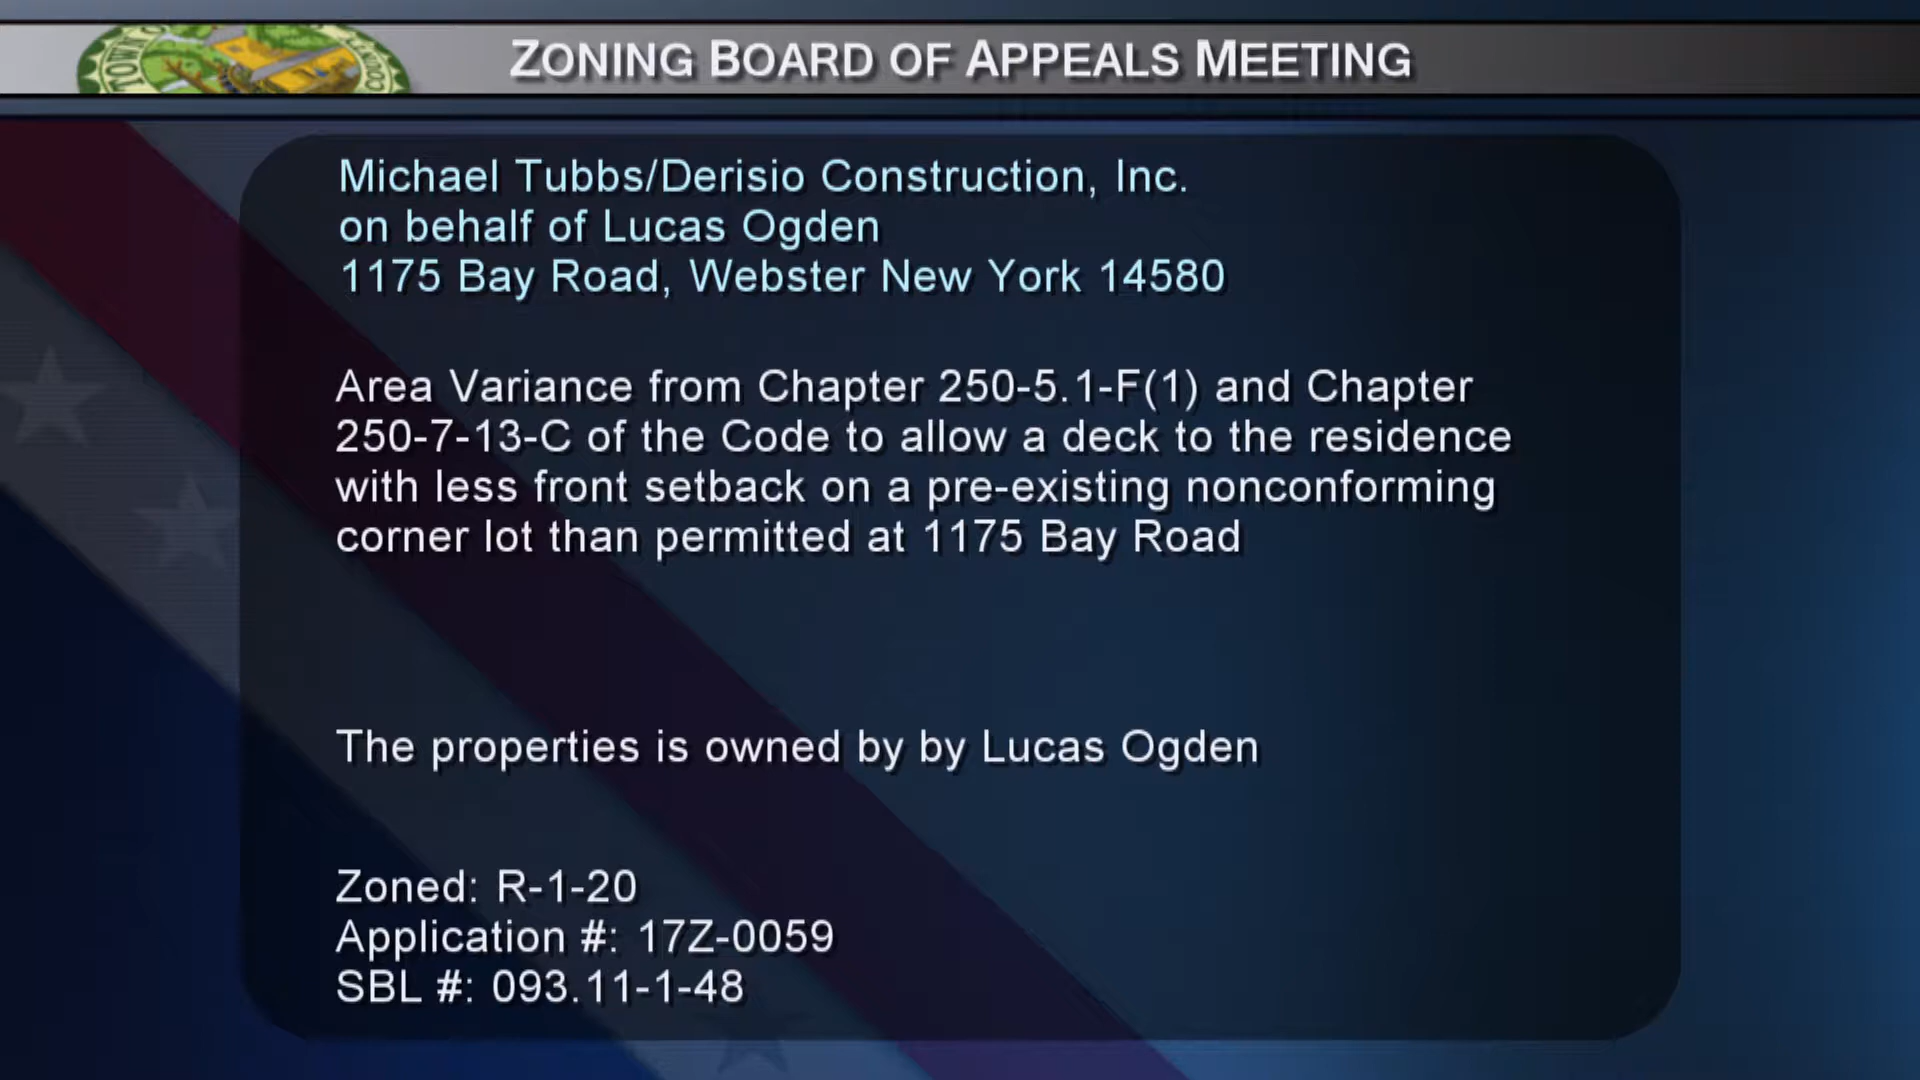 TOWN O
ZONING BOARD OF APPEALS MEETING
Michael Tubbs/Derisio Construction, Inc.
on behalf of Lucas Ogden
1175 Bay Road, Webster New York 14580
Area Variance from Chapter 250-5.1-F(1) and Chapter
250-7-13-C of the Code to allow a deck to the residence
with less front setback on a pre-existing nonconforming
corner lot than permitted at 1175 Bay Road
The properties is owned by by Lucas Ogden
Zoned: R-1-20
Application #: 17Z-0059
SBL #: 093.11-1-48